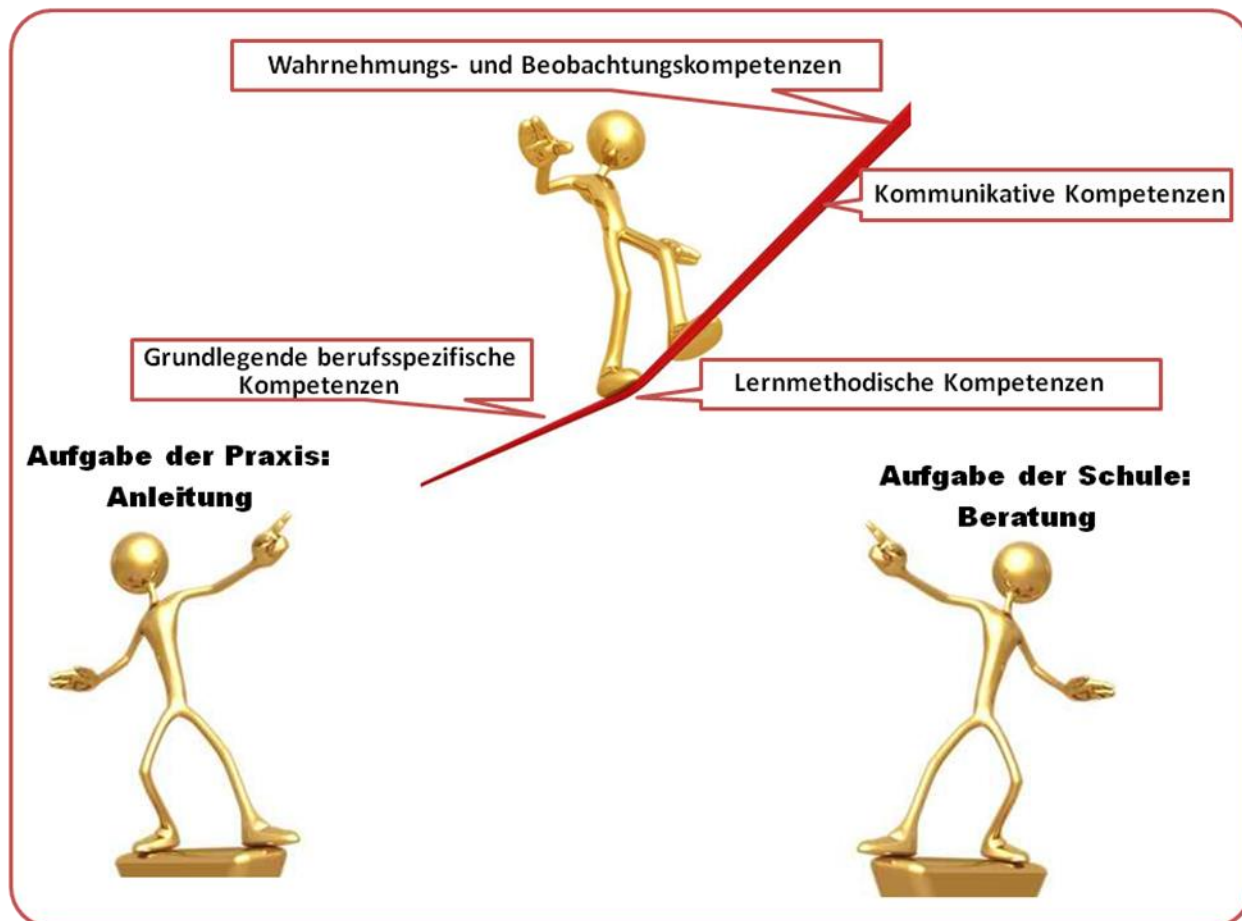 Wahrnehmungs- und Beobachtungskompetenzen
Kommunikative Kompetenzen
Grundlegende berufsspezifische
Kompetenzen
Lernmethodische Kompetenzen
Aufgabe der Praxis:
Anleitung
Aufgabe der Schule:
Beratung